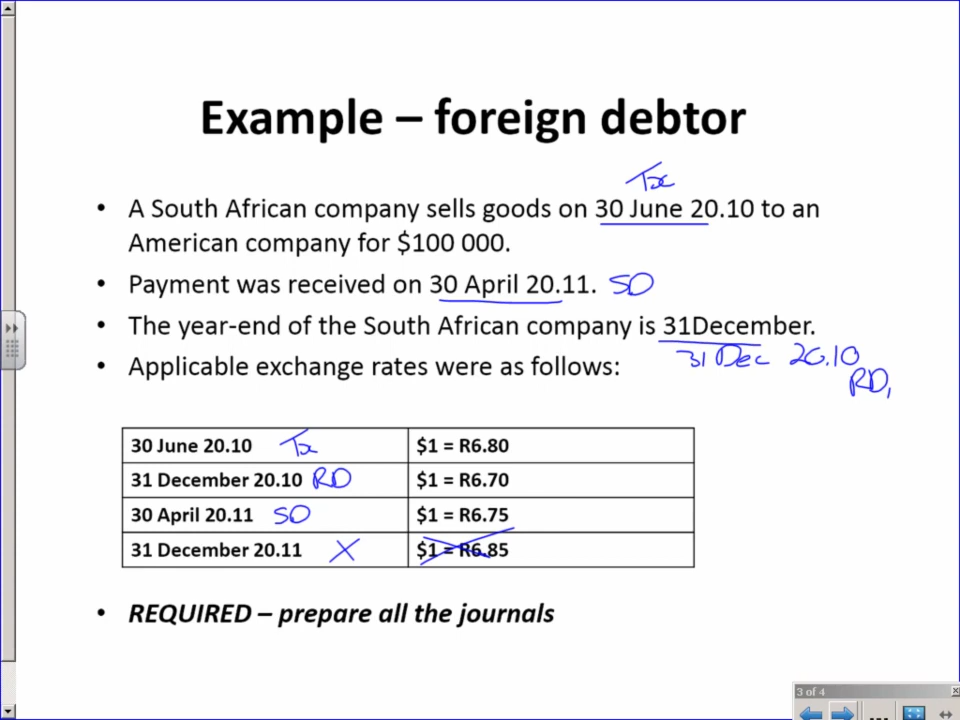 Example – foreign debtor
Tx
• A South African company sells goods on 30 June 20.10 to an
American company for $100 000.
• Payment was received on 30 April 20.11. SD
• The year-end of the South African company is 31December.
31 Dec 20.10
• Applicable exchange rates were as follows:
RD,
30 June 20.10 Tx $1 = R6.80
31 December 20.10 RD $1 = R6.70
30 April 20.11 SD $1 = R6.75
31 December 20.11 X $1 = R6.85
• REQUIRED – prepare all the journals
3 of 4